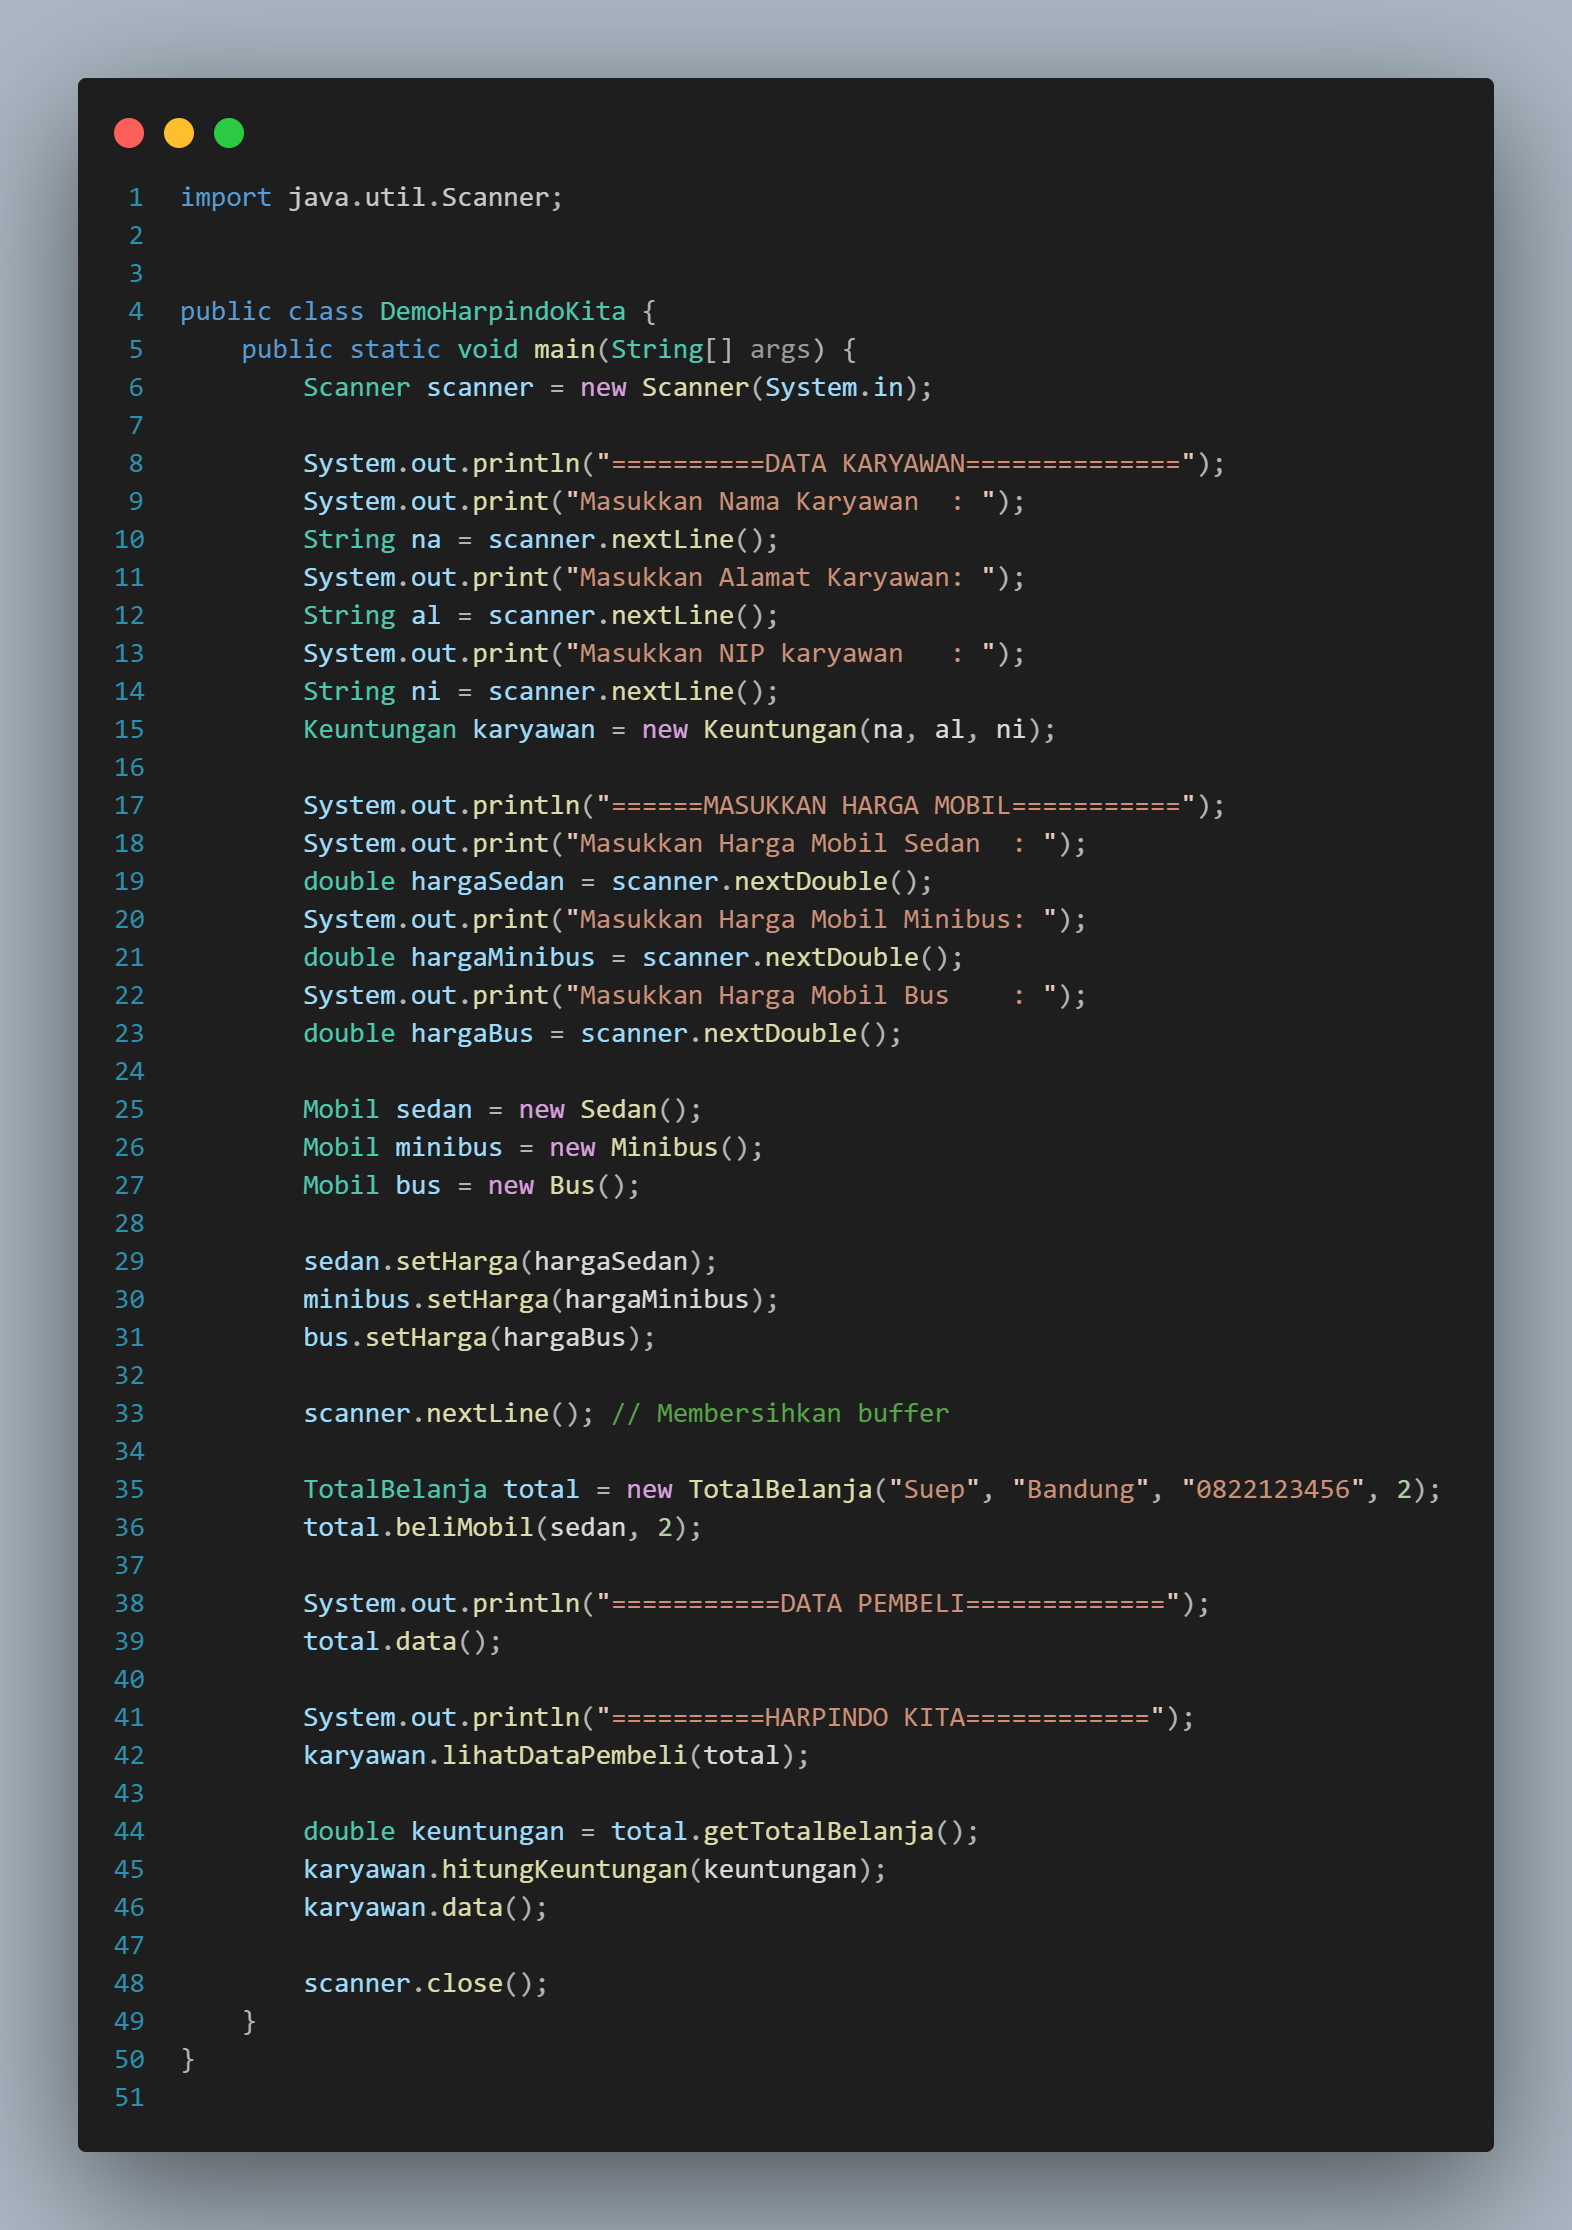 1 import java.util.Scanner;
2
3
4 public class DemoHarpindoKita {
5     public static void main(String[] args) {
6         Scanner scanner = new Scanner(System.in);
7
8         System.out.println("==========DATA KARYAWAN==============");
9         System.out.print("Masukkan Nama Karyawan  : ");
10         String na = scanner.nextLine();
11         System.out.print("Masukkan Alamat Karyawan: ");
12         String al = scanner.nextLine();
13         System.out.print("Masukkan NIP karyawan   : ");
14         String ni = scanner.nextLine();
15         Keuntungan karyawan = new Keuntungan(na, al, ni);
16
17         System.out.println("======MASUKKAN HARGA MOBIL===========");
18         System.out.print("Masukkan Harga Mobil Sedan  : ");
19         double hargaSedan = scanner.nextDouble();
20         System.out.print("Masukkan Harga Mobil Minibus: ");
21         double hargaMinibus = scanner.nextDouble();
22         System.out.print("Masukkan Harga Mobil Bus    : ");
23         double hargaBus = scanner.nextDouble();
24
25         Mobil sedan = new Sedan();
26         Mobil minibus = new Minibus();
27         Mobil bus = new Bus();
28
29         sedan.setHarga(hargaSedan);
30         minibus.setHarga(hargaMinibus);
31         bus.setHarga(hargaBus);
32
33         scanner.nextLine(); // Membersihkan buffer
34
35         TotalBelanja total = new TotalBelanja("Suep", "Bandung", "0822123456", 2);
36         total.beliMobil(sedan, 2);
37
38         System.out.println("===========DATA PEMBELI=============");
39         total.data();
40
41         System.out.println("==========HARPINDO KITA============");
42         karyawan.lihatDataPembeli(total);
43
44         double keuntungan = total.getTotalBelanja();
45         karyawan.hitungKeuntungan(keuntungan);
46         karyawan.data();
47
48         scanner.close();
49     }
50 }
51